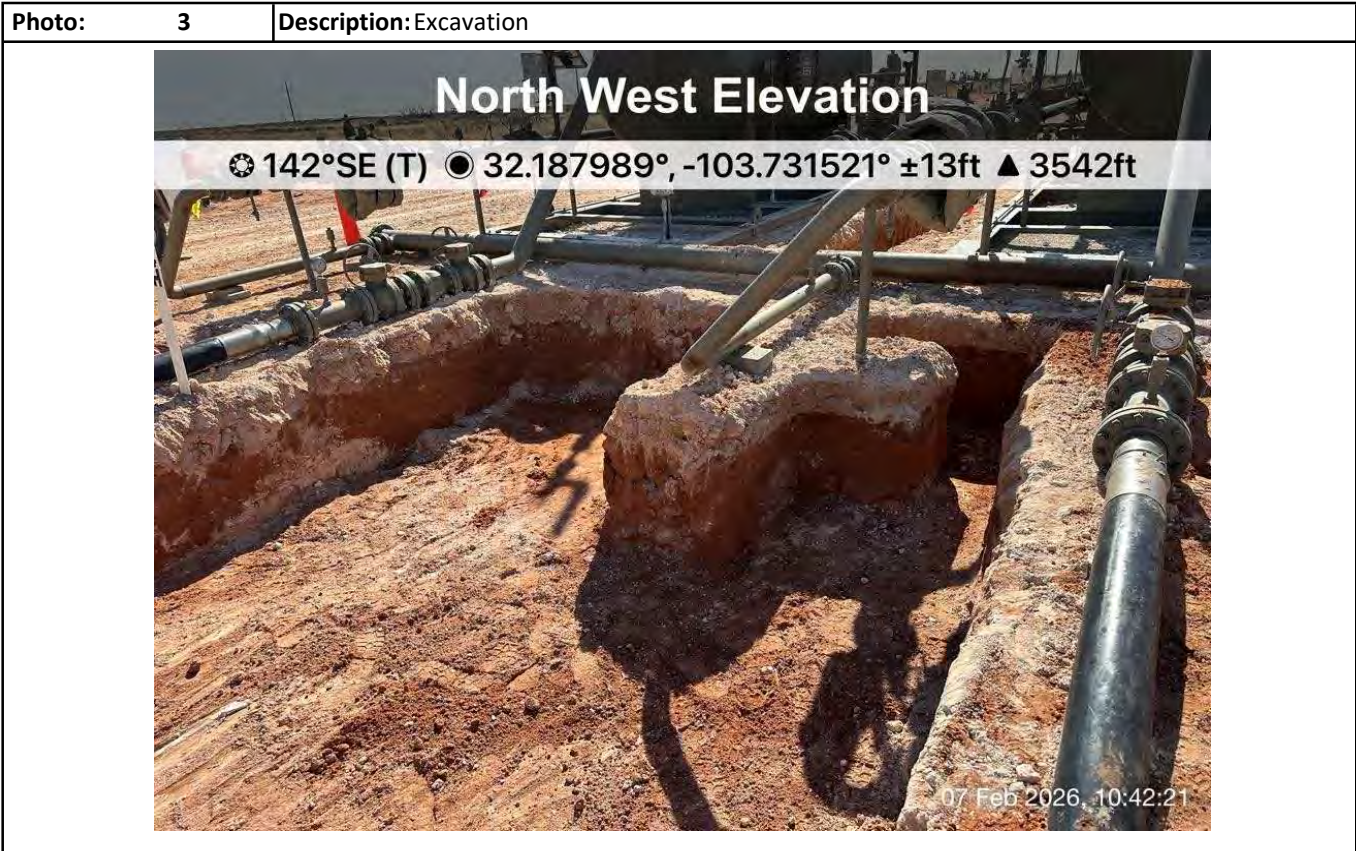 Photo: 3 Description: Excavation
North West Elevation
142°SE (T) 32.187989°, -103.731521° ±13ft ▲ 3542ft
07 Feb 2026, 10:42:21